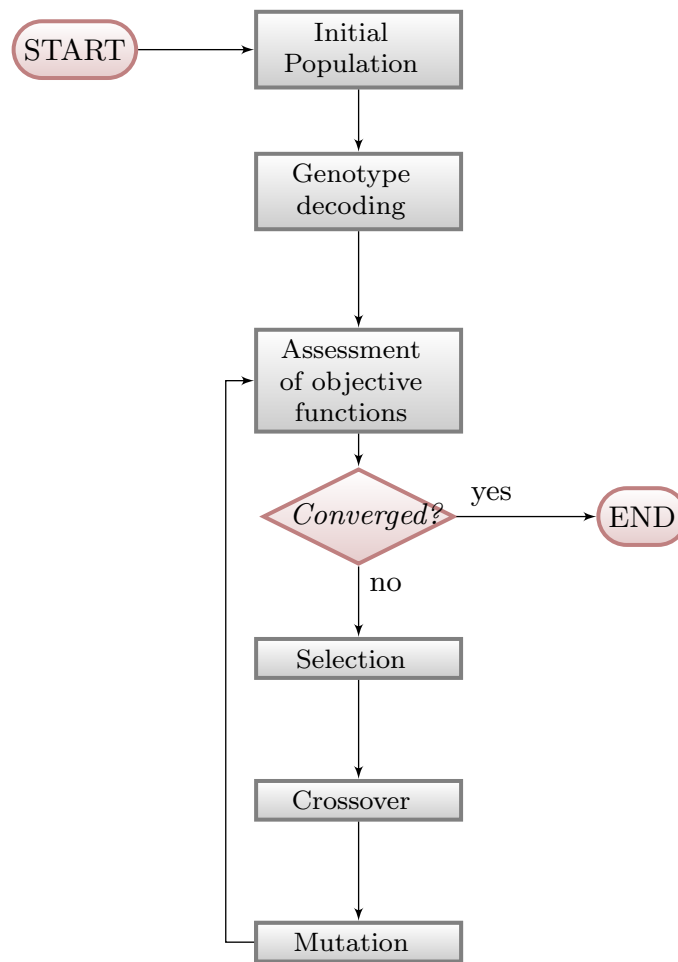 START
Initial
Population
Genotype
decoding
Assessment
of objective
functions
Converged?
yes
END
no
Selection
Crossover
Mutation